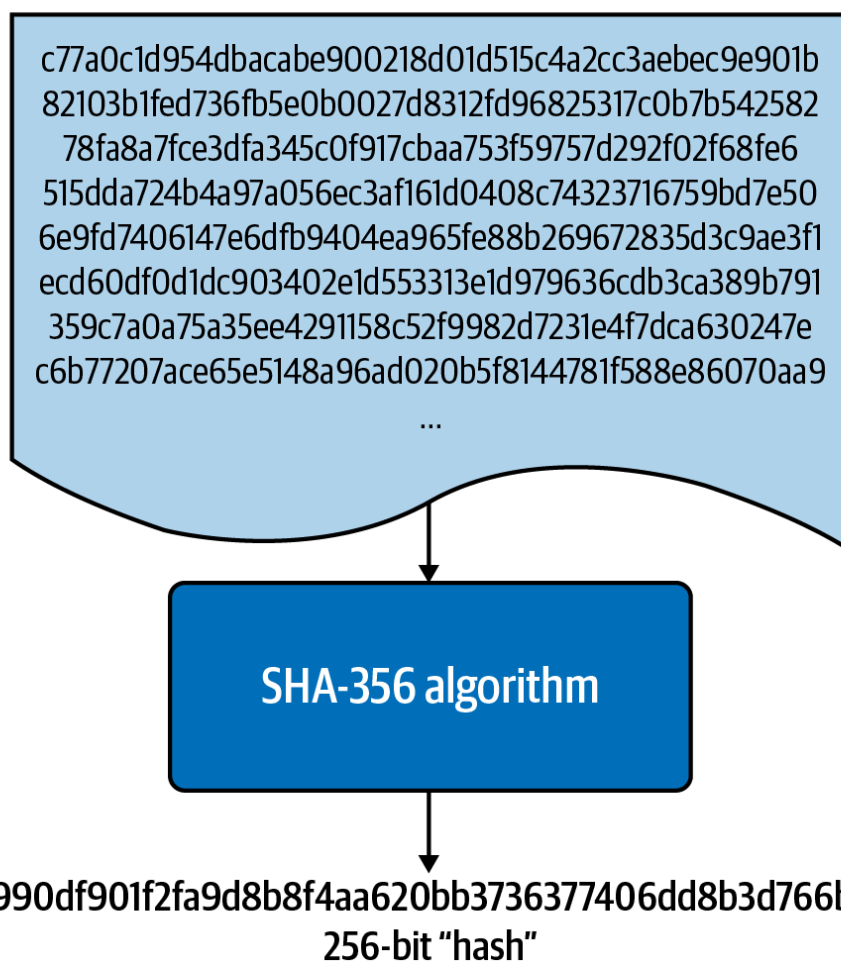 c77a0c1d954dbacabe900218d01d515c4a2cc3aebec9e901b
82103b1fed736fb5e0b0027d8312fd96825317c0b7b542582
78fa8a7fce3dfa345c0f917cbaa753f59757d292f02f68fe6
515dda724b4a97a056ec3af161d0408c74323716759bd7e50
6e9fd7406147e6dfb9404ea965fe88b269672835d3c9ae3f1
ecd60df0d1dc903402e1d553313e1d979636cdb3ca389b791
359c7a0a75a35ee4291158c52f9982d7231e4f7dca630247e
c6b77207ace65e5148a96ad020b5f8144781f588e86070aa9
...
SHA-356 algorithm
990df901f2fa9d8b8f4aa620bb3736377406dd8b3d766b
256-bit “hash”